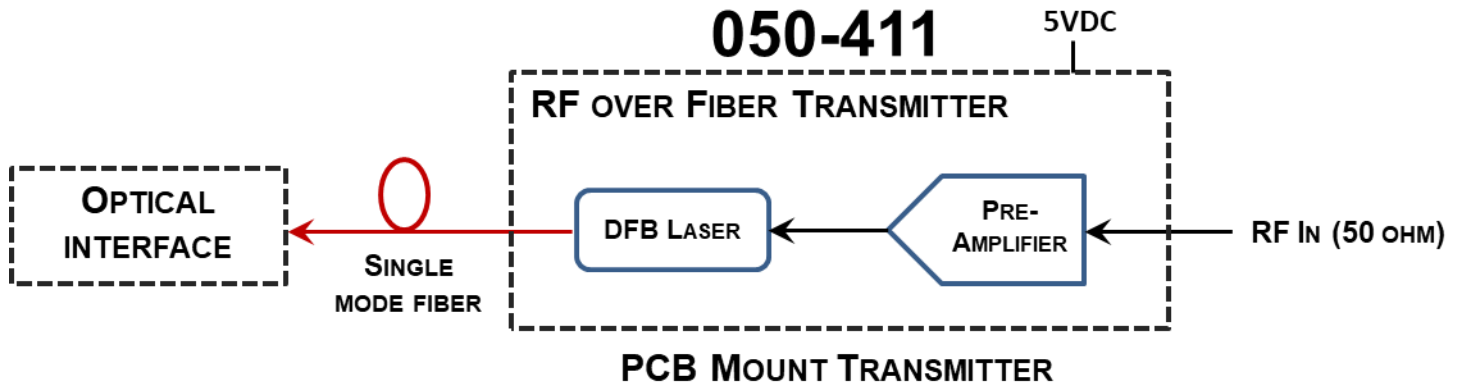 050-411
5VDC
RF OVER FIBER TRANSMITTER
OPTICAL
INTERFACE
SINGLE
MODE FIBER
DFB LASER
PRE-
AMPLIFIER
RF IN (50 OHM)
PCB MOUNT TRANSMITTER